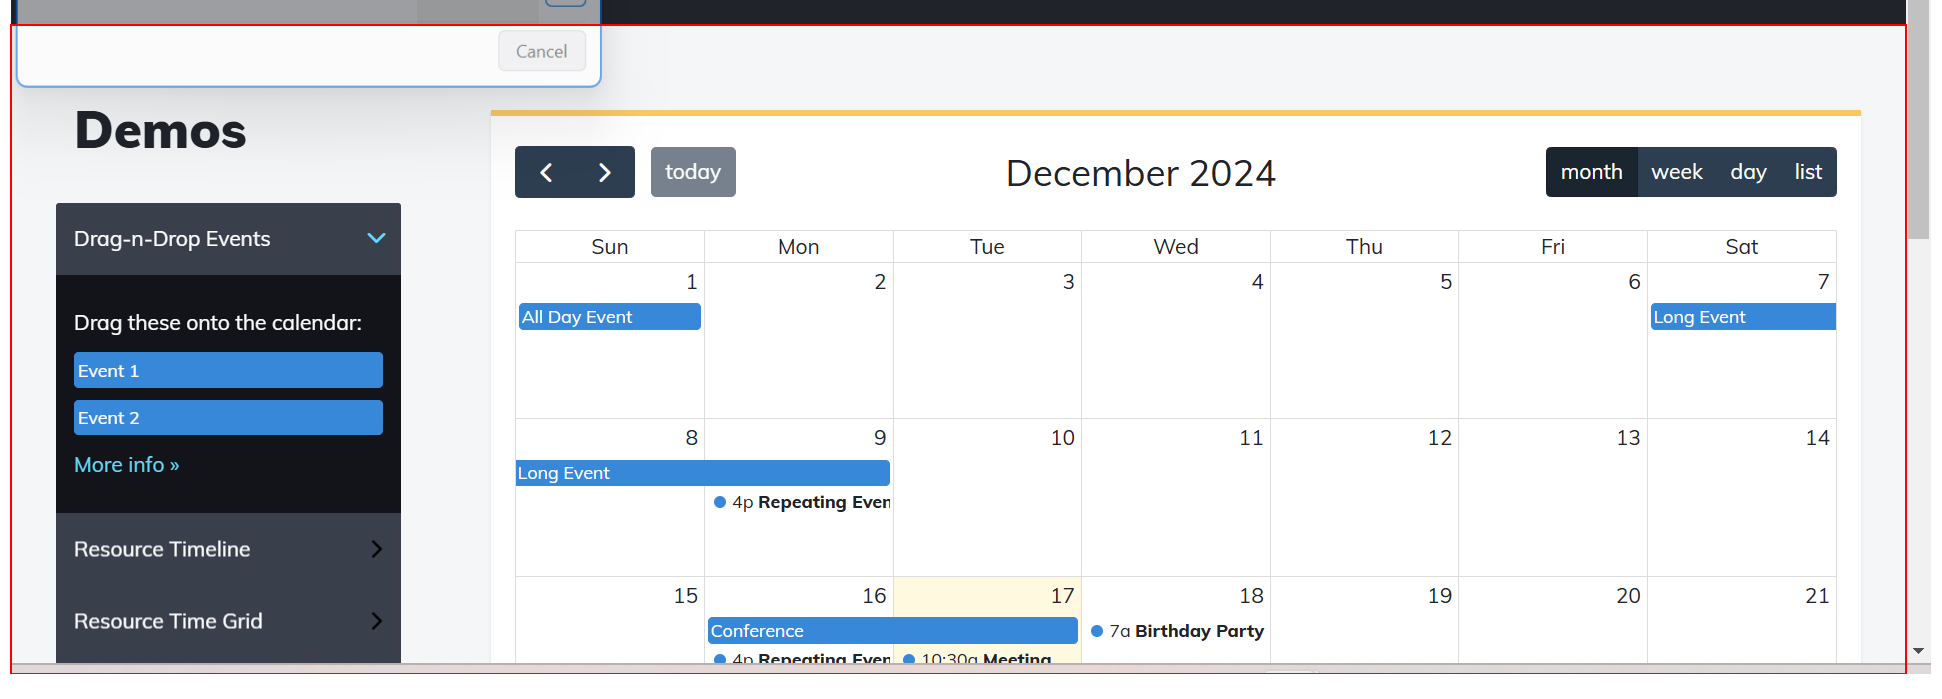 Cancel
Demos
today
December 2024
month week day list
Drag-n-Drop Events
Drag these onto the calendar:
Event 1
Event 2
More info »
Resource Timeline
Resource Time Grid
Sun Mon Tue Wed Thu Fri Sat
1 2 3 4 5 6 7
All Day Event Long Event
8 9 10 11 12 13 14
Long Event
4p Repeating Even
15 16 17 18 19 20 21
Conference 7a Birthday Party
4p Repeating Even 10:30a Meeting